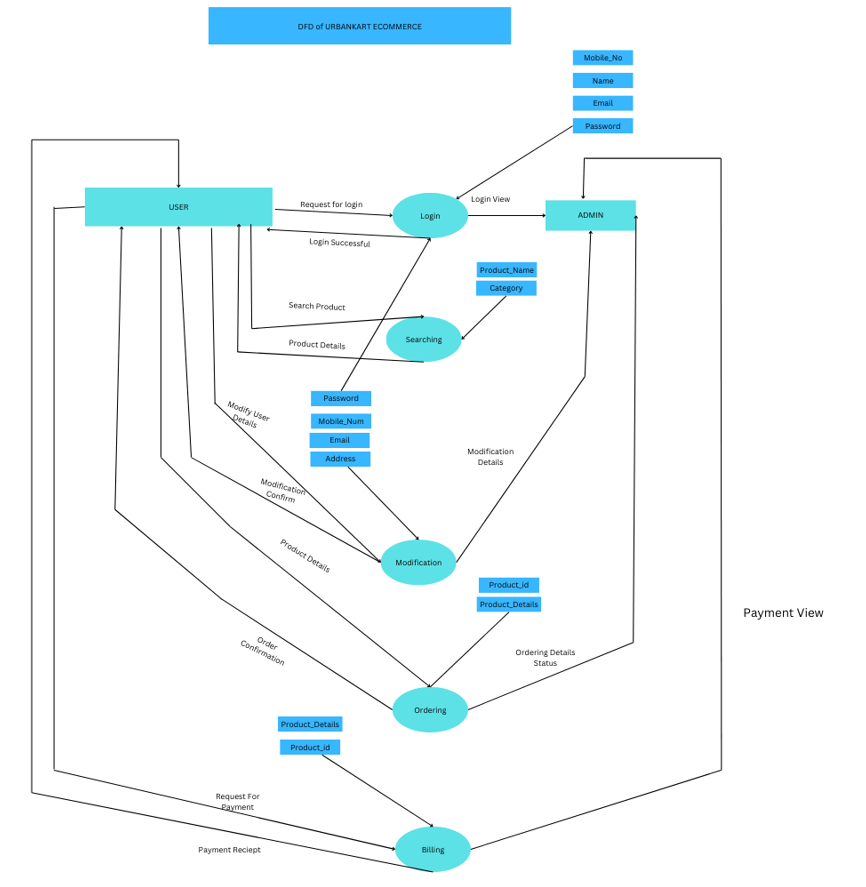 DFD of URBANKART ECOMMERCE
Mobile_No
Name
Email
Password
USER
Request for login
Login
Login View
ADMIN
Login Successful
Product_Name
Category
Search Product
Searching
Product Details
Password
Mobile_Num
Email
Address
Modify User
Details
Modification
Details
Modification
Confirm
Product Details
Modification
Product_id
Product_Details
Payment View
Order
Confirmation
Ordering Details
Status
Ordering
Product_Details
Product_id
Request For
Payment
Payment Reciept
Billing